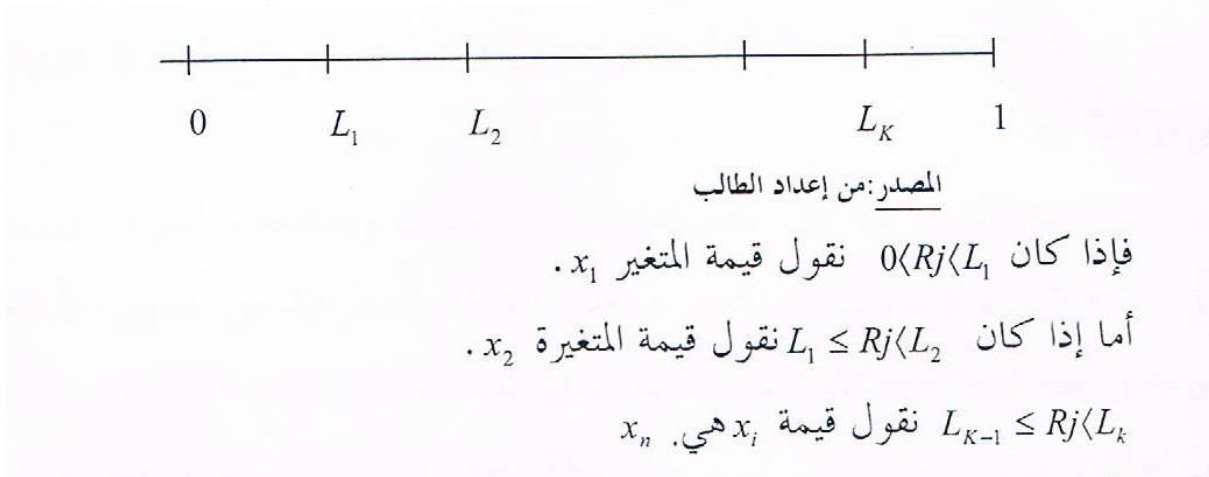 0 L₁ L₂ L_K 1
المصدر:من إعداد الطالب
فإذا كان 0⟨Rj⟨L₁ نقول قيمة المتغير x₁ .
أما إذا كان L₁ ≤ Rj⟨L₂ نقول قيمة المتغيرة x₂ .
L_{K-1} ≤ Rj⟨L_k نقول قيمة x_i هي. x_n